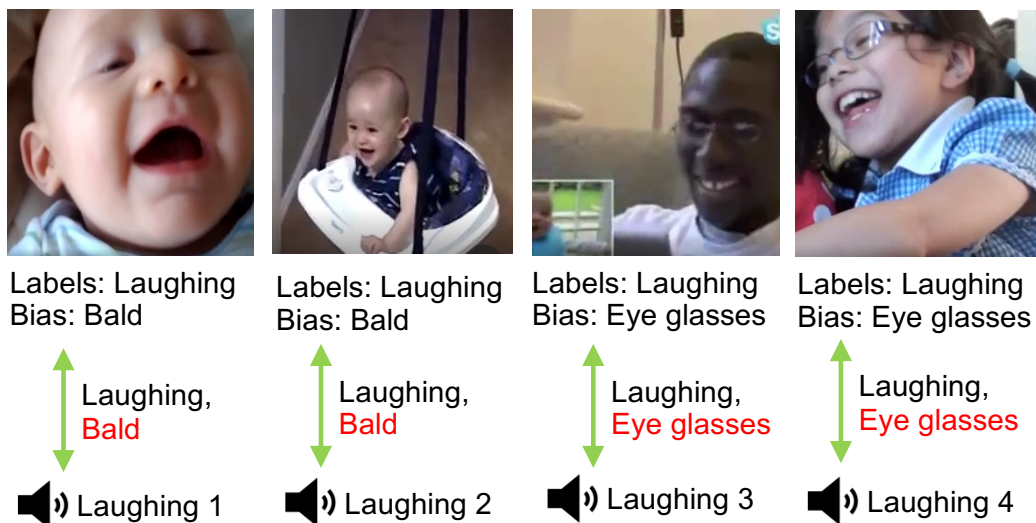 S
Labels: Laughing
Bias: Bald
Labels: Laughing
Bias: Bald
Labels: Laughing
Bias: Eye glasses
Labels: Laughing
Bias: Eye glasses
Laughing,
Bald
Laughing,
Bald
Laughing,
Eye glasses
Laughing,
Eye glasses
Laughing 1
Laughing 2
Laughing 3
Laughing 4